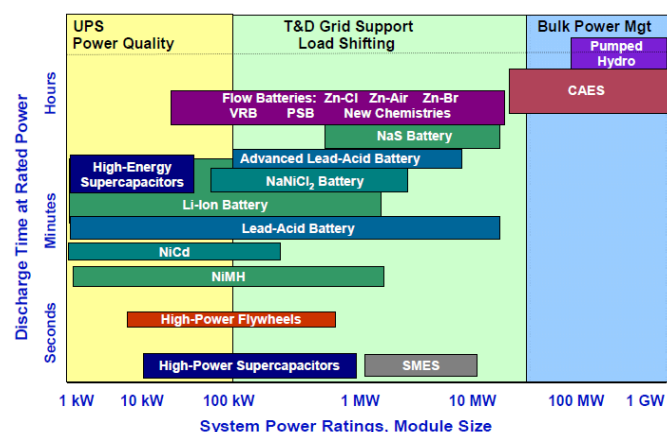 UPS
Power Quality
T&D Grid Support
Load Shifting
Bulk Power Mgt
Pumped
Hydro
CAES
Flow Batteries: Zn-Cl Zn-Air Zn-Br
VRB PSB New Chemistries
NaS Battery
Advanced Lead-Acid Battery
High-Energy
Supercapacitors
NaNiCl₂ Battery
Li-Ion Battery
Lead-Acid Battery
NiCd
NiMH
High-Power Flywheels
High-Power Supercapacitors
SMES
Discharge Time at Rated Power
Hours
Minutes
Seconds
1 kW 10 kW 100 kW 1 MW 10 MW 100 MW 1 GW
System Power Ratings, Module Size